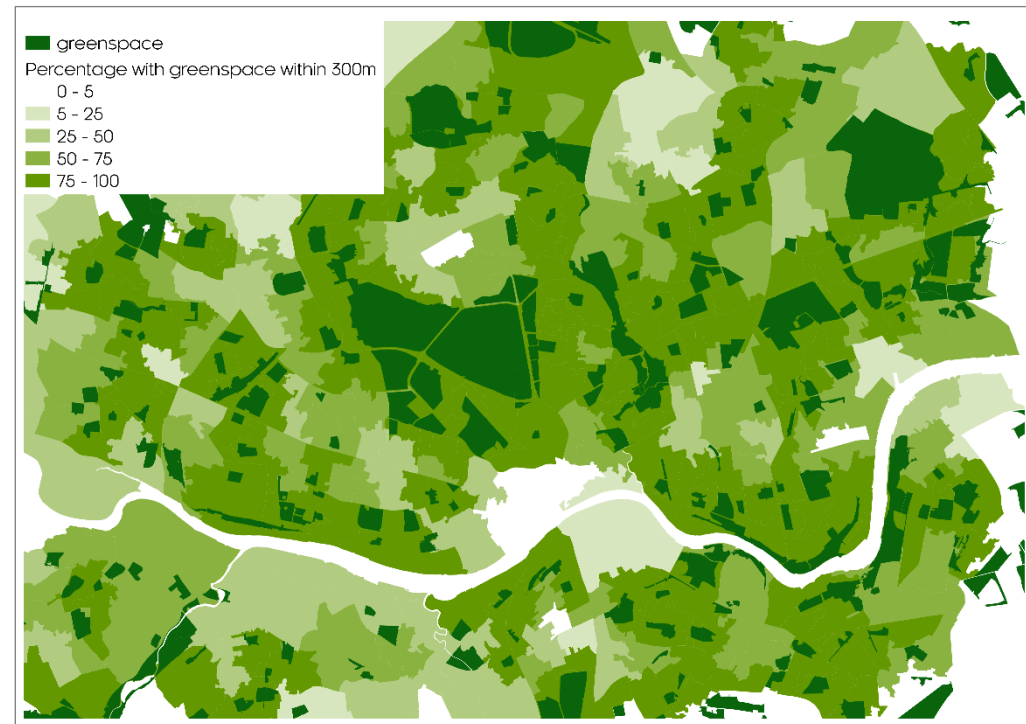 greenspace
Percentage with greenspace within 300m
0 - 5
5 - 25
25 - 50
50 - 75
75 - 100